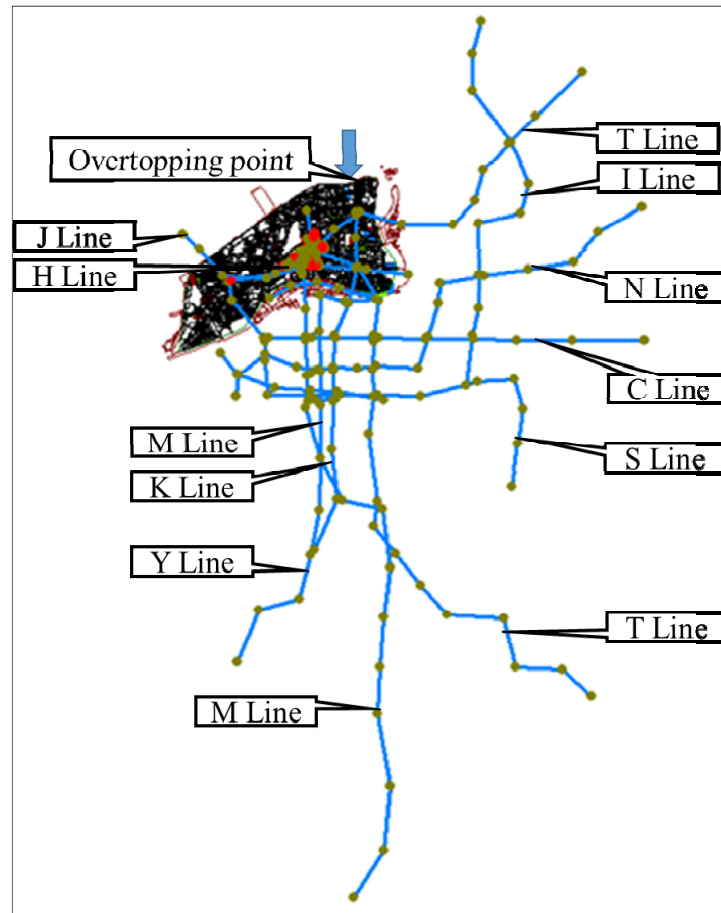 T Line
Overtopping point
I Line
J Line
H Line
N Line
C Line
M Line
S Line
K Line
Y Line
T Line
M Line